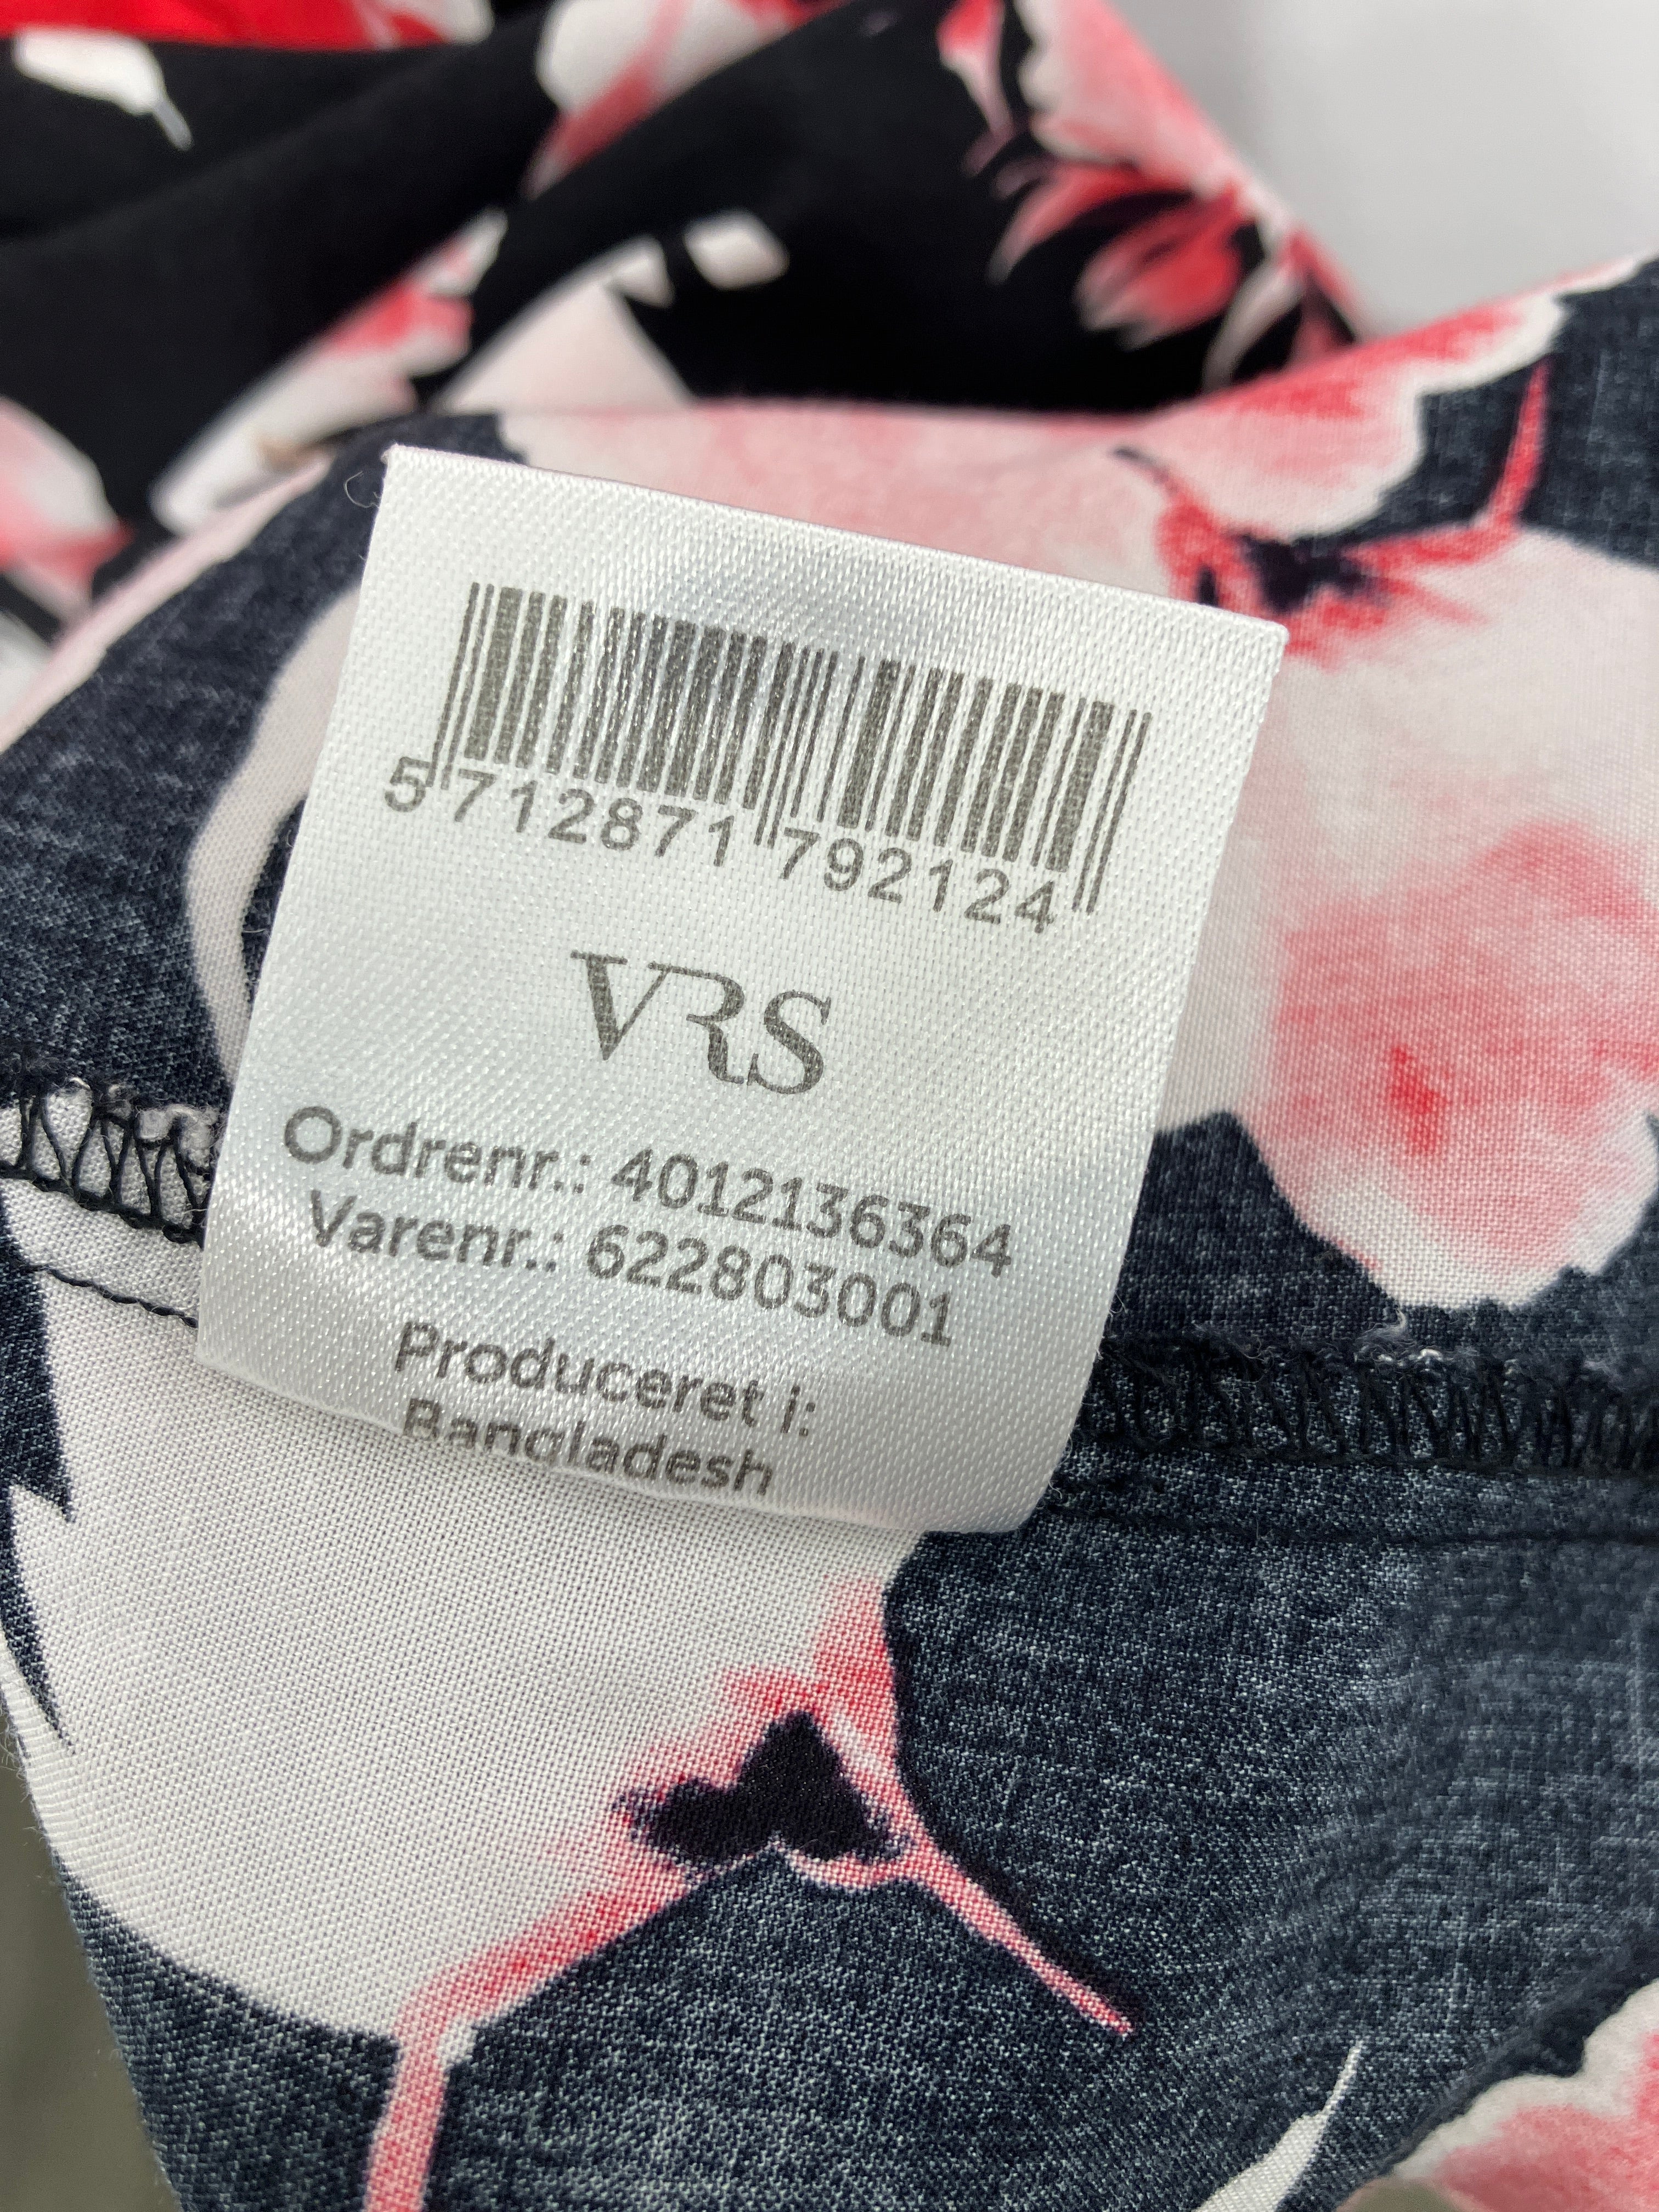 5 712871 792124
VRS
Ordrenr.: 4012136364
Varenr.: 622803001
Produceret i:
Bangladesh